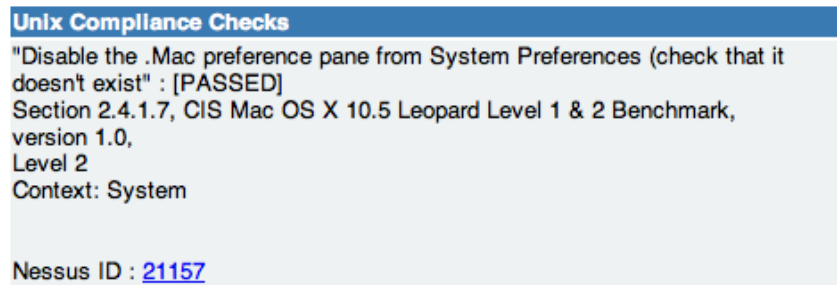 Unix Compliance Checks
"Disable the .Mac preference pane from System Preferences (check that it
doesn't exist" : [PASSED]
Section 2.4.1.7, CIS Mac OS X 10.5 Leopard Level 1 & 2 Benchmark,
version 1.0,
Level 2
Context: System
Nessus ID : 21157